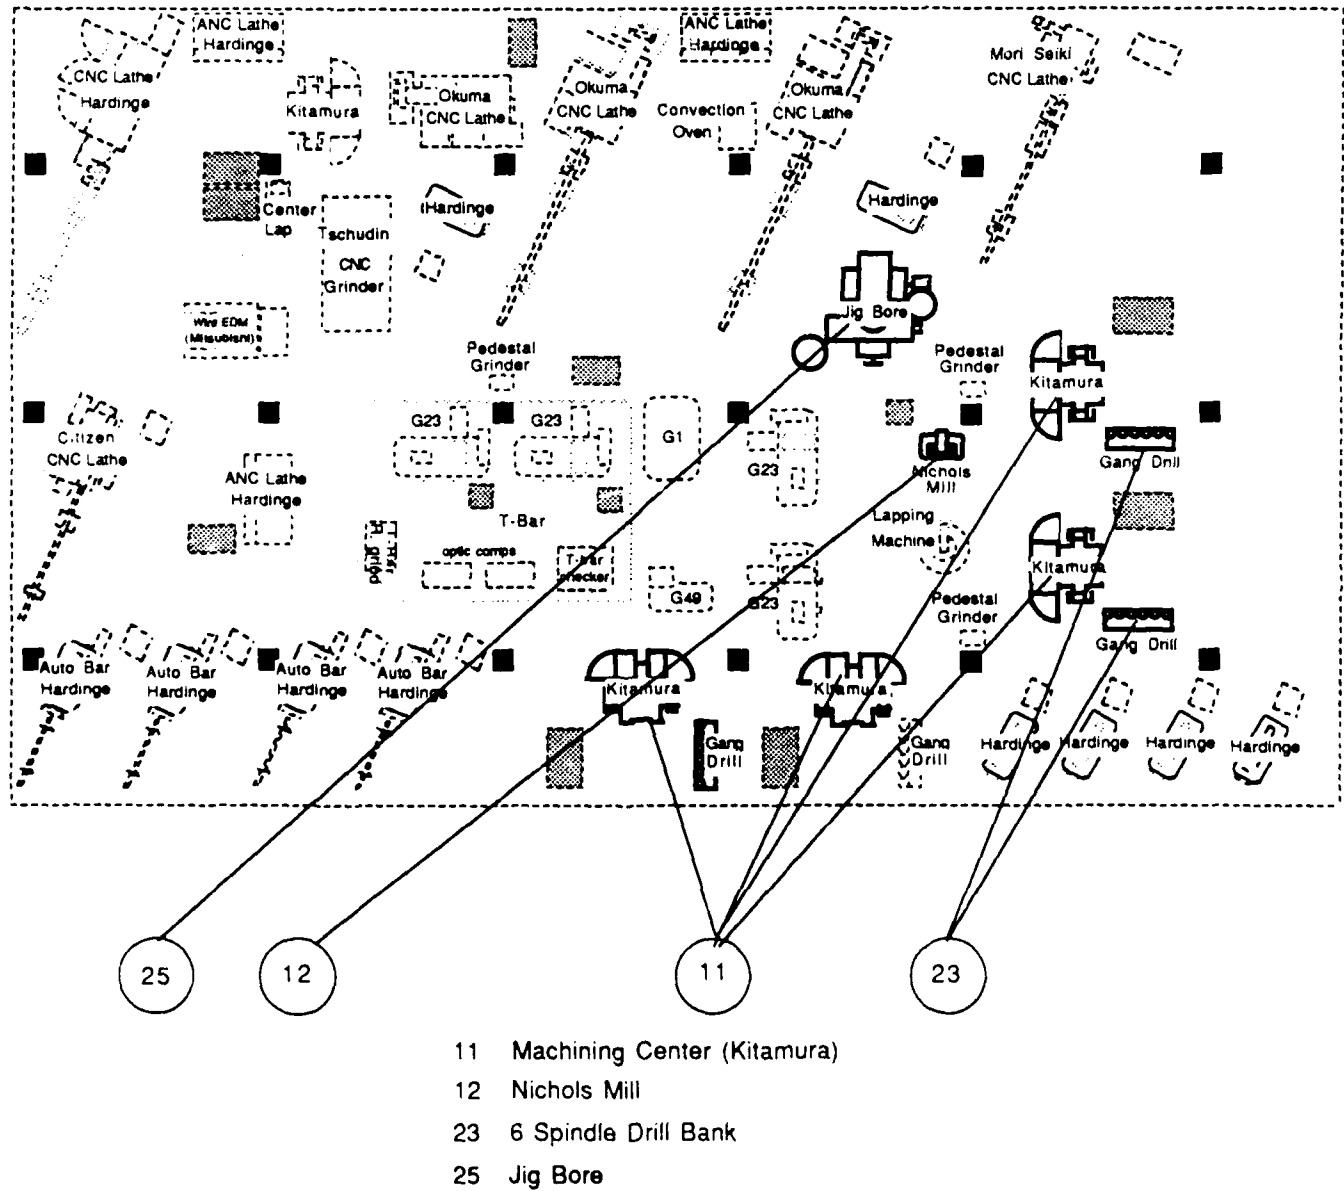 ANC Lathe
Hardinge
ANC Lathe
Hardinge
Mori Seiki
CNC Lathe
CNC Lathe
Hardinge
Kitamura
Okuma
CNC Lathe
Okuma
CNC Lathe
Convection
Oven
Okuma
CNC Lathe
Center
Lap
Tschudin
CNC
Grinder
Hardinge
Hardinge
Wire EDM
(Mitsubishi)
Jig Bore
Pedestal
Grinder
Pedestal
Grinder
Kitamura
Citizen
CNC Lathe
G23
G23
G1
G23
Nichols
Mill
Gang Drill
ANC Lathe
Hardinge
T-Bar
Lapping
Machine
optic comps
T-bar
checker
G49
G23
Kitamura
Pedestal
Grinder
Gang Drill
Auto Bar
Hardinge
Auto Bar
Hardinge
Auto Bar
Hardinge
Auto Bar
Hardinge
Kitamura
Kitamura
Gang
Drill
Gang
Drill
Hardinge
Hardinge
Hardinge
Hardinge
25
12
11
23
11 Machining Center (Kitamura)
12 Nichols Mill
23 6 Spindle Drill Bank
25 Jig Bore